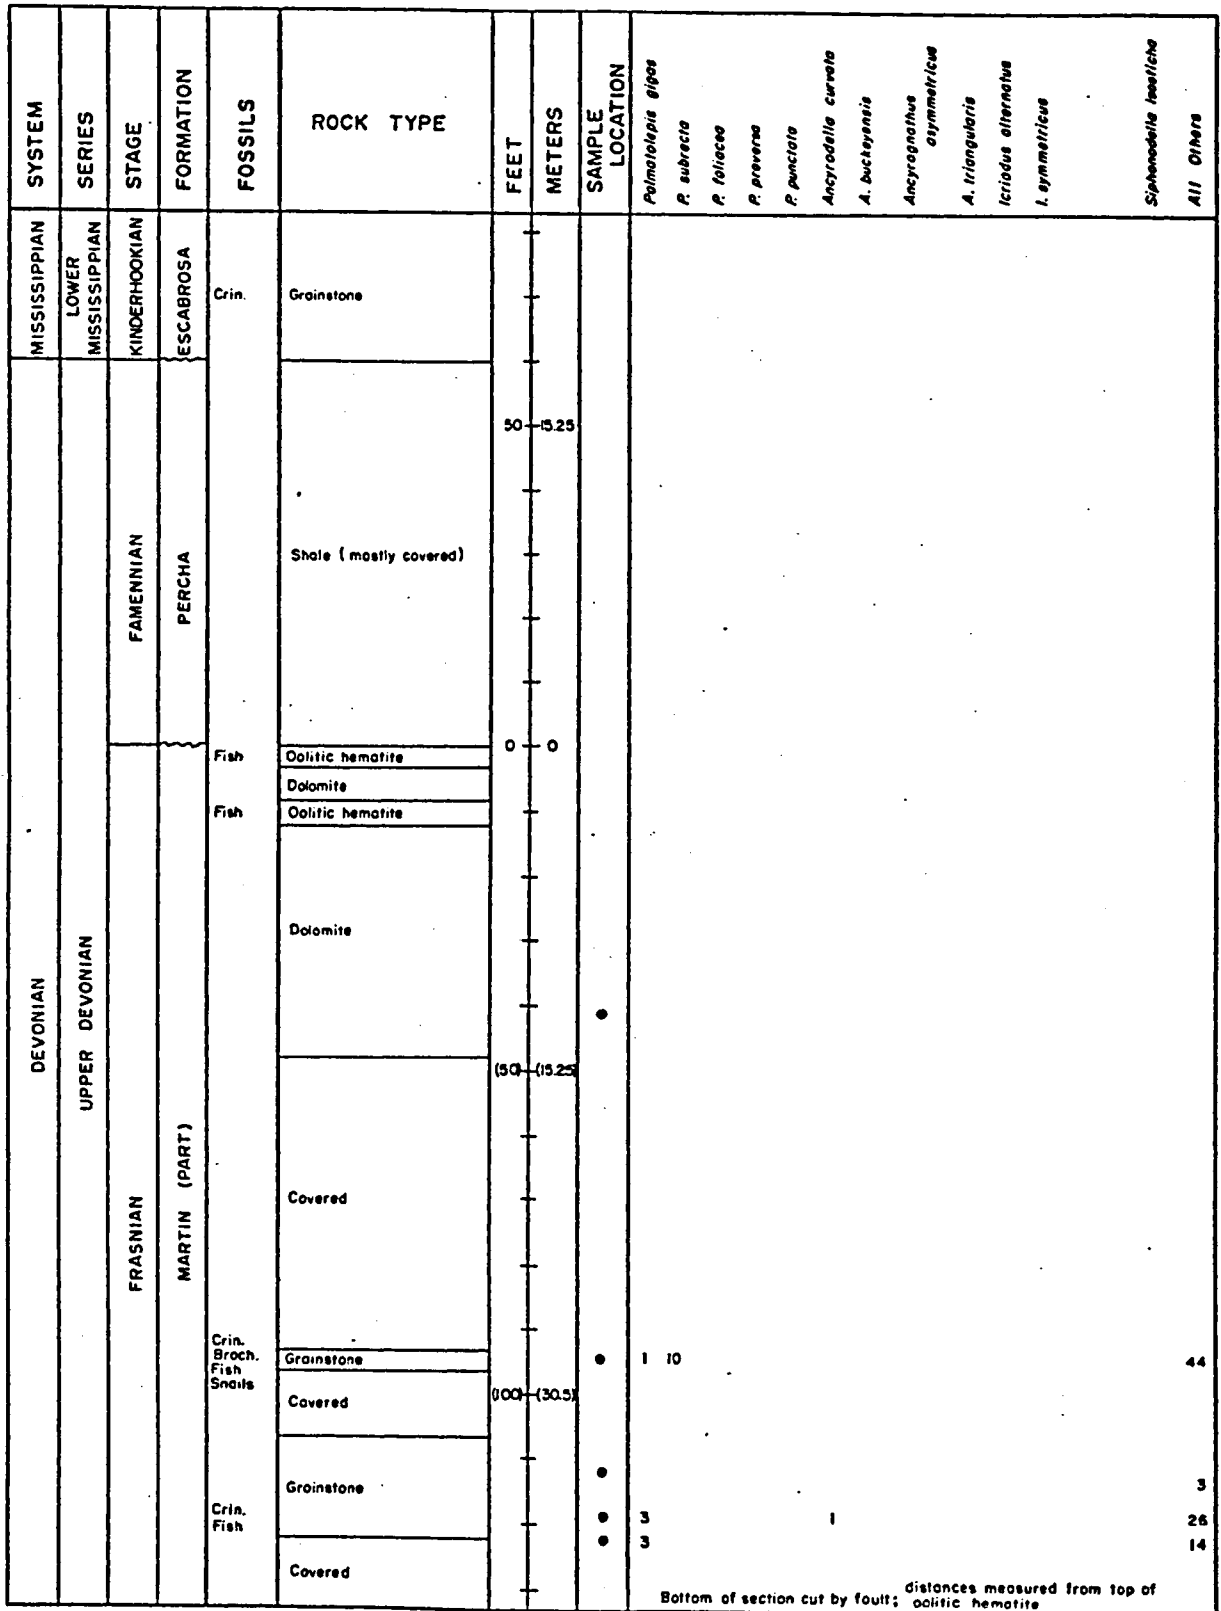 SYSTEM
SERIES
STAGE
FORMATION
FOSSILS
ROCK TYPE
FEET
METERS
SAMPLE LOCATION
Palmatolepis gigas
P. subrecta
P. foliacea
P. proversa
P. punctata
Ancyrodella curvata
A. buckeyensis
Ancyrognathus asymmetricus
A. triangularis
Icriodus alternatus
I. symmetricus
Siphonodella isosticha
All Others
MISSISSIPPIAN
LOWER MISSISSIPPIAN
KINDERHOOKIAN
ESCABROSA
Crin.
Grainstone
50 15.25
FAMENNIAN
PERCHA
Shale (mostly covered)
0 0
Fish
Oolitic hematite
Dolomite
Fish
Oolitic hematite
Dolomite
DEVONIAN
UPPER DEVONIAN
(50) (15.25)
FRASNIAN
MARTIN (PART)
Covered
Crin.
Brach.
Fish
Snails
Grainstone
1 10
44
(100) (30.5)
Covered
Grainstone
3
Crin.
Fish
3 1 26
3 14
Covered
Bottom of section cut by fault; distances measured from top of
oolitic hematite